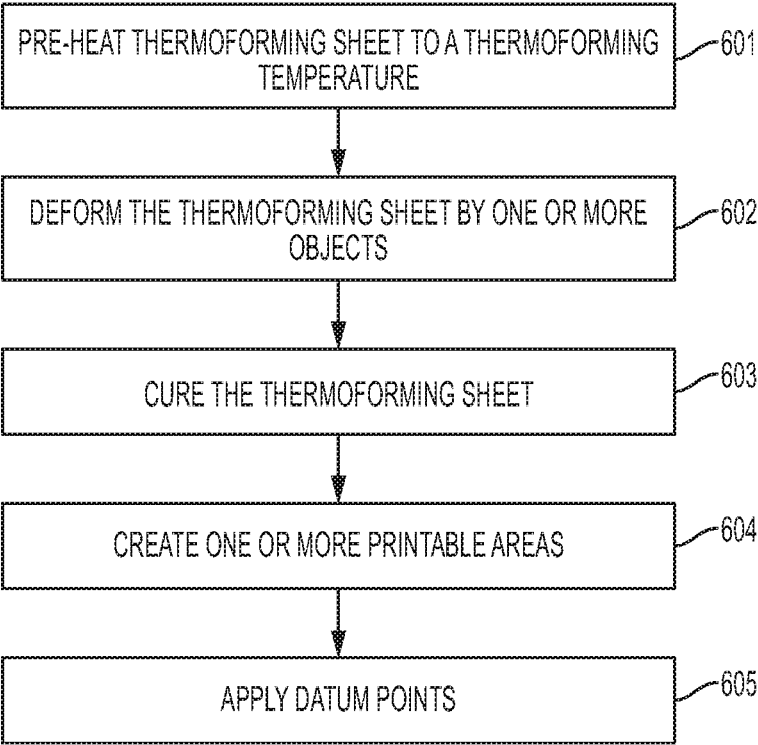 PRE-HEAT THERMOFORMING SHEET TO A THERMOFORMING
TEMPERATURE
601
DEFORM THE THERMOFORMING SHEET BY ONE OR MORE
OBJECTS
602
CURE THE THERMOFORMING SHEET
603
CREATE ONE OR MORE PRINTABLE AREAS
604
APPLY DATUM POINTS
605